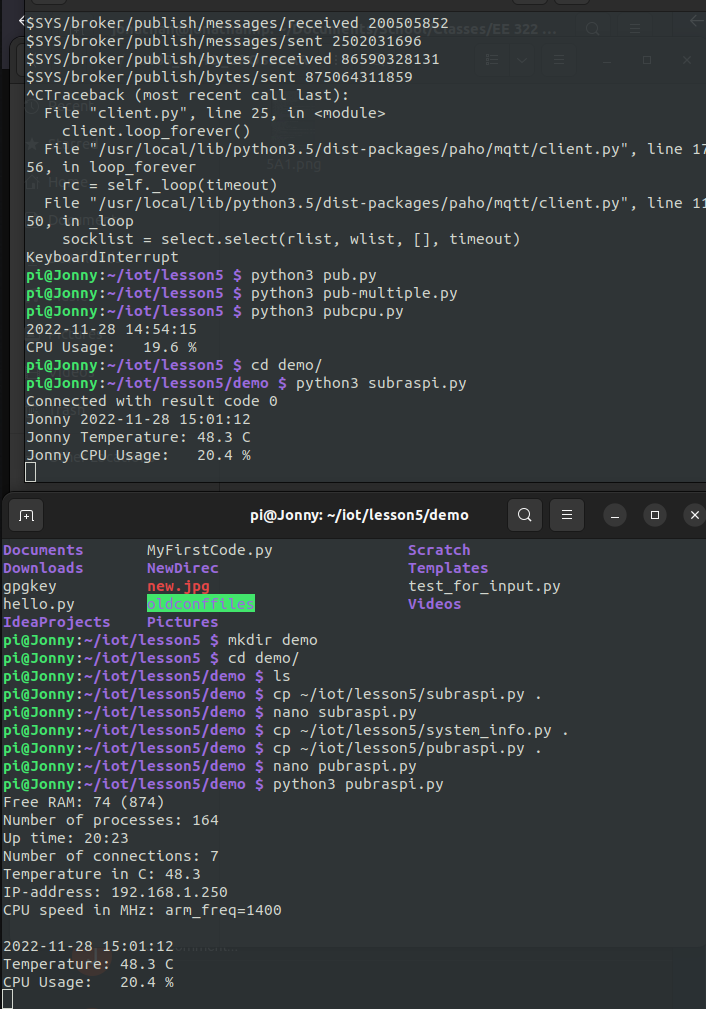 $SYS/broker/publish/messages/received 200505852
$SYS/broker/publish/messages/sent 2502031696
$SYS/broker/publish/bytes/received 86590328131
$SYS/broker/publish/bytes/sent 875064311859
^CTraceback (most recent call last):
  File "client.py", line 25, in <module>
    client.loop_forever()
  File "/usr/local/lib/python3.5/dist-packages/paho/mqtt/client.py", line 17
56, in loop_forever
    rc = self._loop(timeout)
  File "/usr/local/lib/python3.5/dist-packages/paho/mqtt/client.py", line 11
50, in _loop
    socklist = select.select(rlist, wlist, [], timeout)
KeyboardInterrupt
pi@Jonny:~/iot/lesson5 $ python3 pub.py
pi@Jonny:~/iot/lesson5 $ python3 pub-multiple.py
pi@Jonny:~/iot/lesson5 $ python3 pubcpu.py
2022-11-28 14:54:15
CPU Usage:   19.6 %
pi@Jonny:~/iot/lesson5 $ cd demo/
pi@Jonny:~/iot/lesson5/demo $ python3 subraspi.py
Connected with result code 0
Jonny 2022-11-28 15:01:12
Jonny Temperature: 48.3 C
Jonny CPU Usage:   20.4 %
pi@Jonny: ~/iot/lesson5/demo
Documents       MyFirstCode.py               Scratch
Downloads       NewDirec                     Templates
gpgkey          new.jpg                      test_for_input.py
hello.py        oldconffiles                 Videos
IdeaProjects    Pictures
pi@Jonny:~/iot/lesson5 $ mkdir demo
pi@Jonny:~/iot/lesson5 $ cd demo/
pi@Jonny:~/iot/lesson5/demo $ ls
pi@Jonny:~/iot/lesson5/demo $ cp ~/iot/lesson5/subraspi.py .
pi@Jonny:~/iot/lesson5/demo $ nano subraspi.py
pi@Jonny:~/iot/lesson5/demo $ cp ~/iot/lesson5/system_info.py .
pi@Jonny:~/iot/lesson5/demo $ cp ~/iot/lesson5/pubraspi.py .
pi@Jonny:~/iot/lesson5/demo $ nano pubraspi.py
pi@Jonny:~/iot/lesson5/demo $ python3 pubraspi.py
Free RAM: 74 (874)
Number of processes: 164
Up time: 20:23
Number of connections: 7
Temperature in C: 48.3
IP-address: 192.168.1.250
CPU speed in MHz: arm_freq=1400
2022-11-28 15:01:12
Temperature: 48.3 C
CPU Usage:   20.4 %